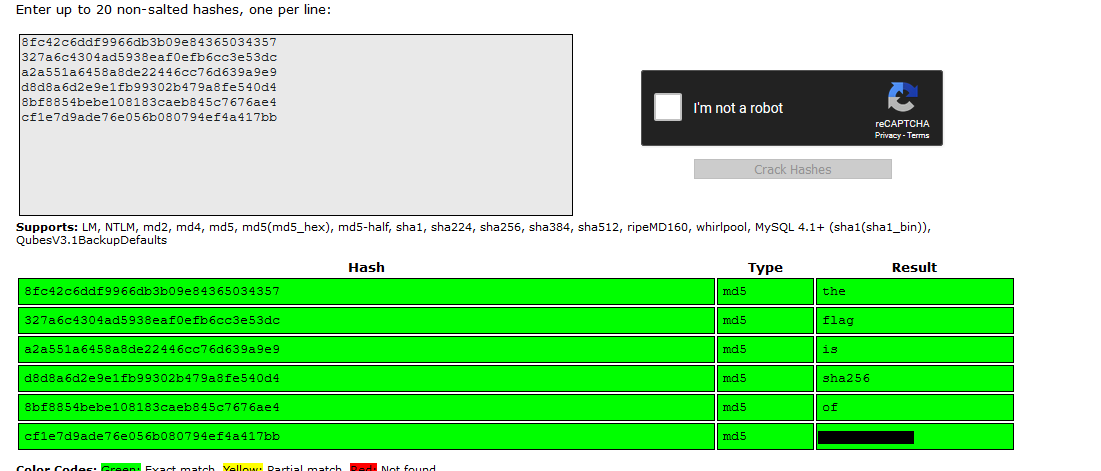 Enter up to 20 non-salted hashes, one per line:
8fc42c6ddf9966db3b09e84365034357
327a6c4304ad5938eaf0efb6cc3e53dc
a2a551a6458a8de22446cc76d639a9e9
d8d8a6d2e9e1fb99302b479a8fe540d4
8bf8854bebe108183caeb845c7676ae4
cf1e7d9ade76e056b080794ef4a417bb
I'm not a robot
reCAPTCHA
Privacy - Terms
Crack Hashes
Supports: LM, NTLM, md2, md4, md5, md5(md5_hex), md5-half, sha1, sha224, sha256, sha384, sha512, ripeMD160, whirlpool, MySQL 4.1+ (sha1(sha1_bin)),
QubesV3.1BackupDefaults
Hash Type Result
8fc42c6ddf9966db3b09e84365034357 md5 the
327a6c4304ad5938eaf0efb6cc3e53dc md5 flag
a2a551a6458a8de22446cc76d639a9e9 md5 is
d8d8a6d2e9e1fb99302b479a8fe540d4 md5 sha256
8bf8854bebe108183caeb845c7676ae4 md5 of
cf1e7d9ade76e056b080794ef4a417bb md5
Color Codes: Green: Exact match, Yellow: Partial match, Red: Not found